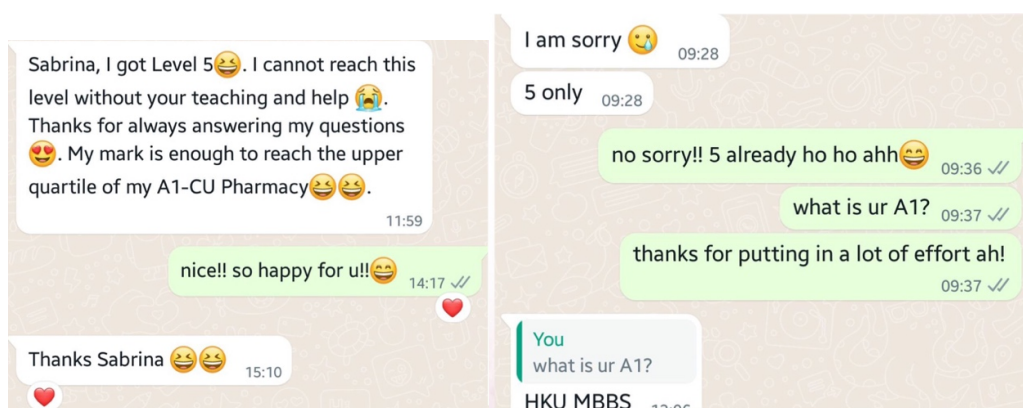 Sabrina, I got Level 5😆. I cannot reach this
level without your teaching and help 😭.
Thanks for always answering my questions
😍. My mark is enough to reach the upper
quartile of my A1-CU Pharmacy😆😆.
11:59
nice!! so happy for u!!😄
14:17
Thanks Sabrina 😆😆
15:10
I am sorry 🥲
09:28
5 only
09:28
no sorry!! 5 already ho ho ahh😄
09:36
what is ur A1?
09:37
thanks for putting in a lot of effort ah!
09:37
You
what is ur A1?
HKU MBBS